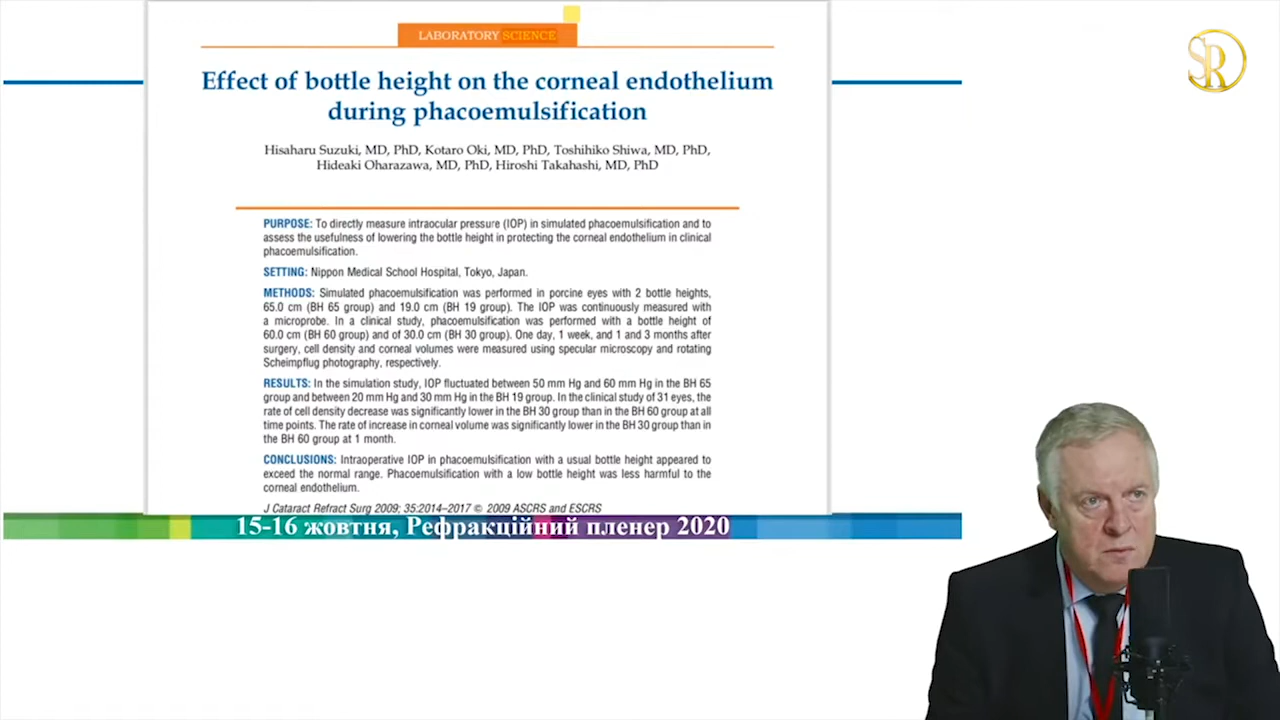 LABORATORY SCIENCE
SR
Effect of bottle height on the corneal endothelium
during phacoemulsification
Hisaharu Suzuki, MD, PhD, Kotaro Oki, MD, PhD, Toshihiko Shiwa, MD, PhD,
Hideaki Oharazawa, MD, PhD, Hiroshi Takahashi, MD, PhD
PURPOSE: To directly measure intraocular pressure (IOP) in simulated phacoemulsification and to
assess the usefulness of lowering the bottle height in protecting the corneal endothelium in clinical
phacoemulsification.
SETTING: Nippon Medical School Hospital, Tokyo, Japan.
METHODS: Simulated phacoemulsification was performed in porcine eyes with 2 bottle heights,
65.0 cm (BH 65 group) and 19.0 cm (BH 19 group). The IOP was continuously measured with
a microprobe. In a clinical study, phacoemulsification was performed with a bottle height of
60.0 cm (BH 60 group) and of 30.0 cm (BH 30 group). One day, 1 week, and 1 and 3 months after
surgery, cell density and corneal volumes were measured using specular microscopy and rotating
Scheimpflug photography, respectively.
RESULTS: In the simulation study, IOP fluctuated between 50 mm Hg and 60 mm Hg in the BH 65
group and between 20 mm Hg and 30 mm Hg in the BH 19 group. In the clinical study of 31 eyes, the
rate of cell density decrease was significantly lower in the BH 30 group than in the BH 60 group at all
time points. The rate of increase in corneal volume was significantly lower in the BH 30 group than in
the BH 60 group at 1 month.
CONCLUSIONS: Intraoperative IOP in phacoemulsification with a usual bottle height appeared to
exceed the normal range. Phacoemulsification with a low bottle height was less harmful to the
corneal endothelium.
J Cataract Refract Surg 2009; 35:2014–2017 © 2009 ASCRS and ESCRS
15-16 жовтня, Рефракційний пленер 2020